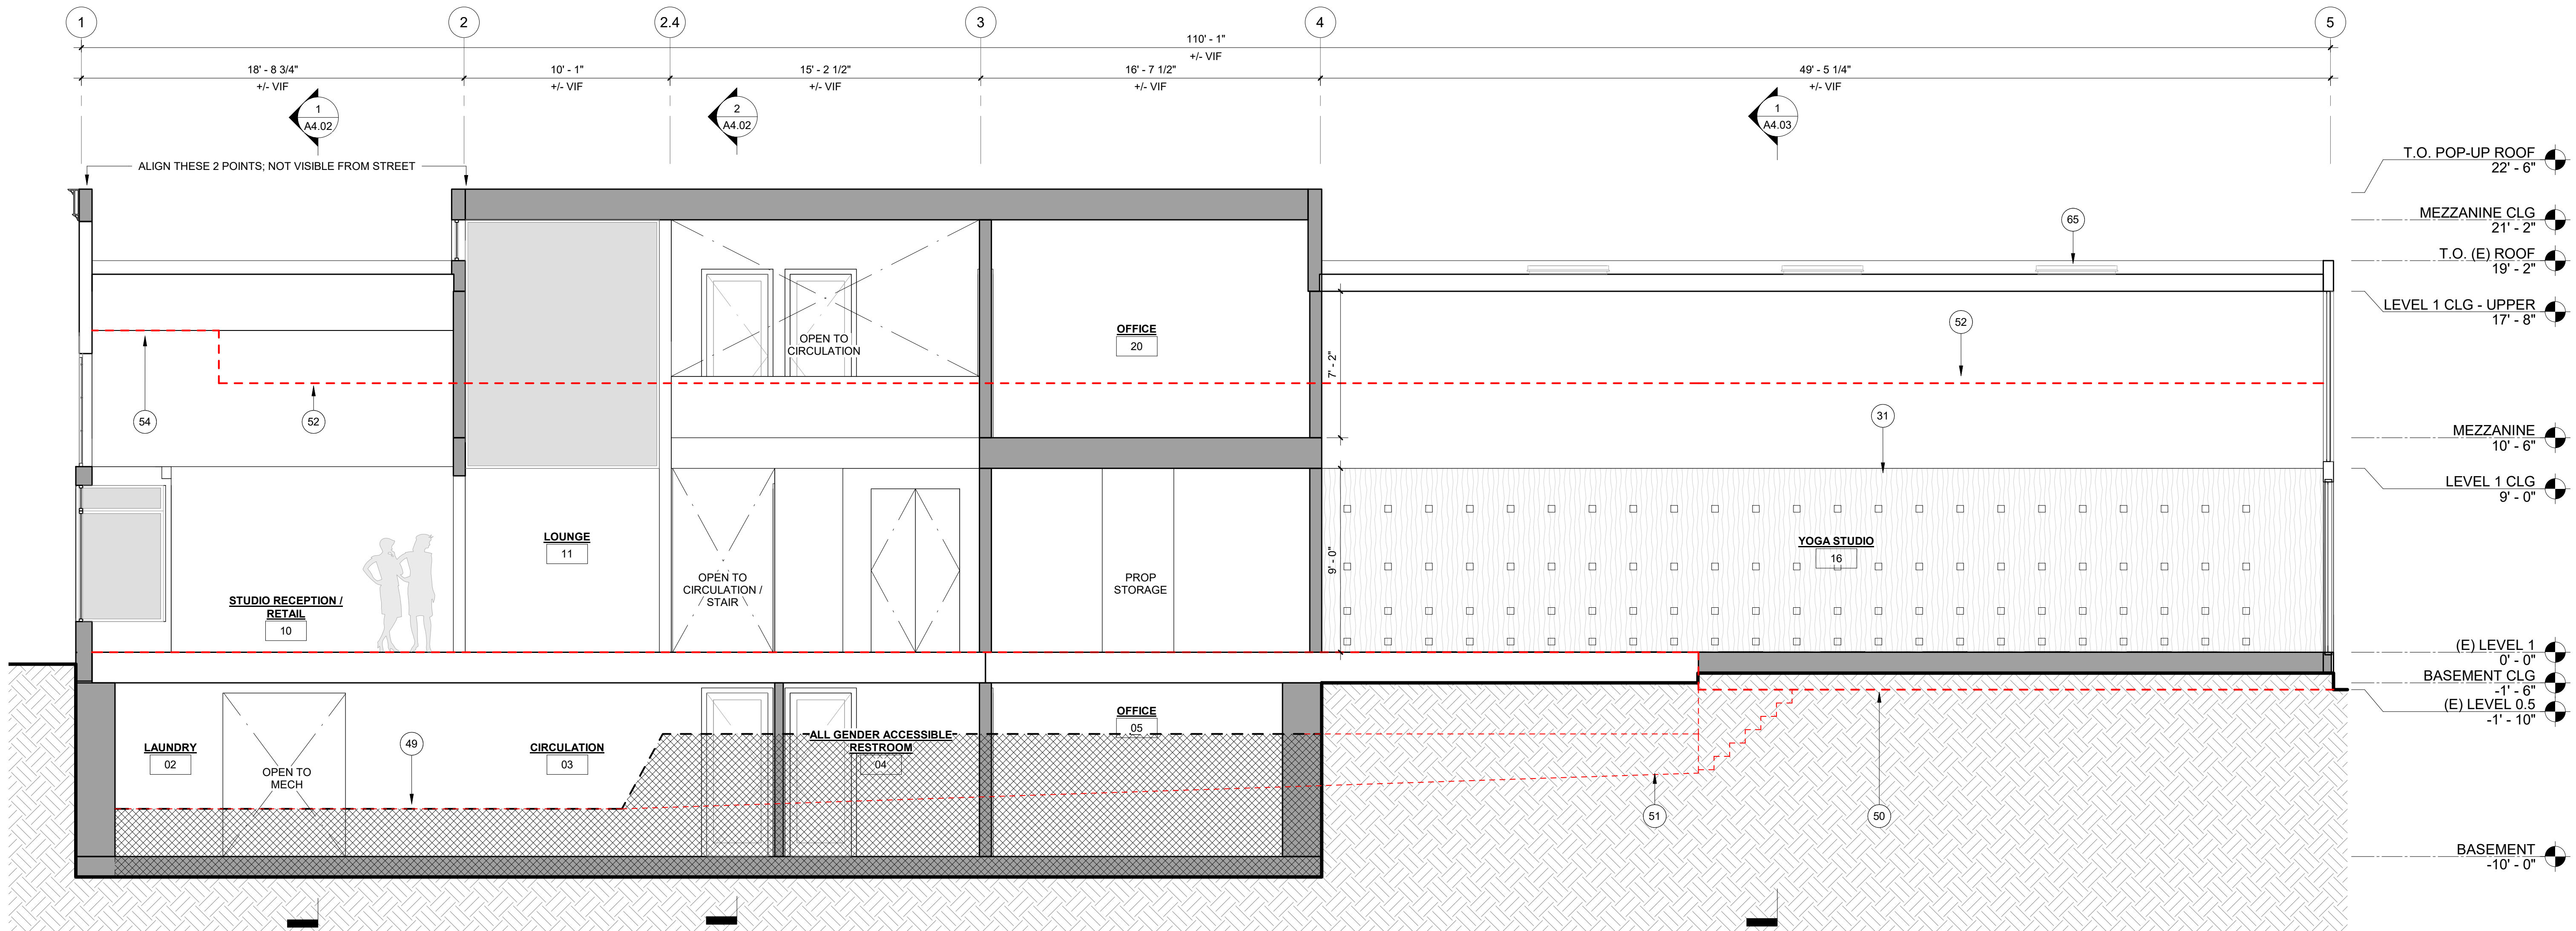 1
2
2.4
3
4
5
110' - 1"
+/- VIF
18' - 8 3/4"
+/- VIF
10' - 1"
+/- VIF
15' - 2 1/2"
+/- VIF
16' - 7 1/2"
+/- VIF
49' - 5 1/4"
+/- VIF
1
A4.02
2
A4.02
1
A4.03
ALIGN THESE 2 POINTS; NOT VISIBLE FROM STREET
T.O. POP-UP ROOF
22' - 6"
MEZZANINE CLG
21' - 2"
T.O. (E) ROOF
19' - 2"
LEVEL 1 CLG - UPPER
17' - 8"
MEZZANINE
10' - 6"
LEVEL 1 CLG
9' - 0"
(E) LEVEL 1
0' - 0"
BASEMENT CLG
-1' - 6"
(E) LEVEL 0.5
-1' - 10"
BASEMENT
-10' - 0"
65
52
31
54
52
OPEN TO
CIRCULATION
OFFICE
20
7' - 2"
9' - 0"
STUDIO RECEPTION /
RETAIL
10
LOUNGE
11
OPEN TO
CIRCULATION /
STAIR
PROP
STORAGE
YOGA STUDIO
16
LAUNDRY
02
OPEN TO
MECH
49
CIRCULATION
03
ALL GENDER ACCESSIBLE
RESTROOM
04
OFFICE
05
51
50